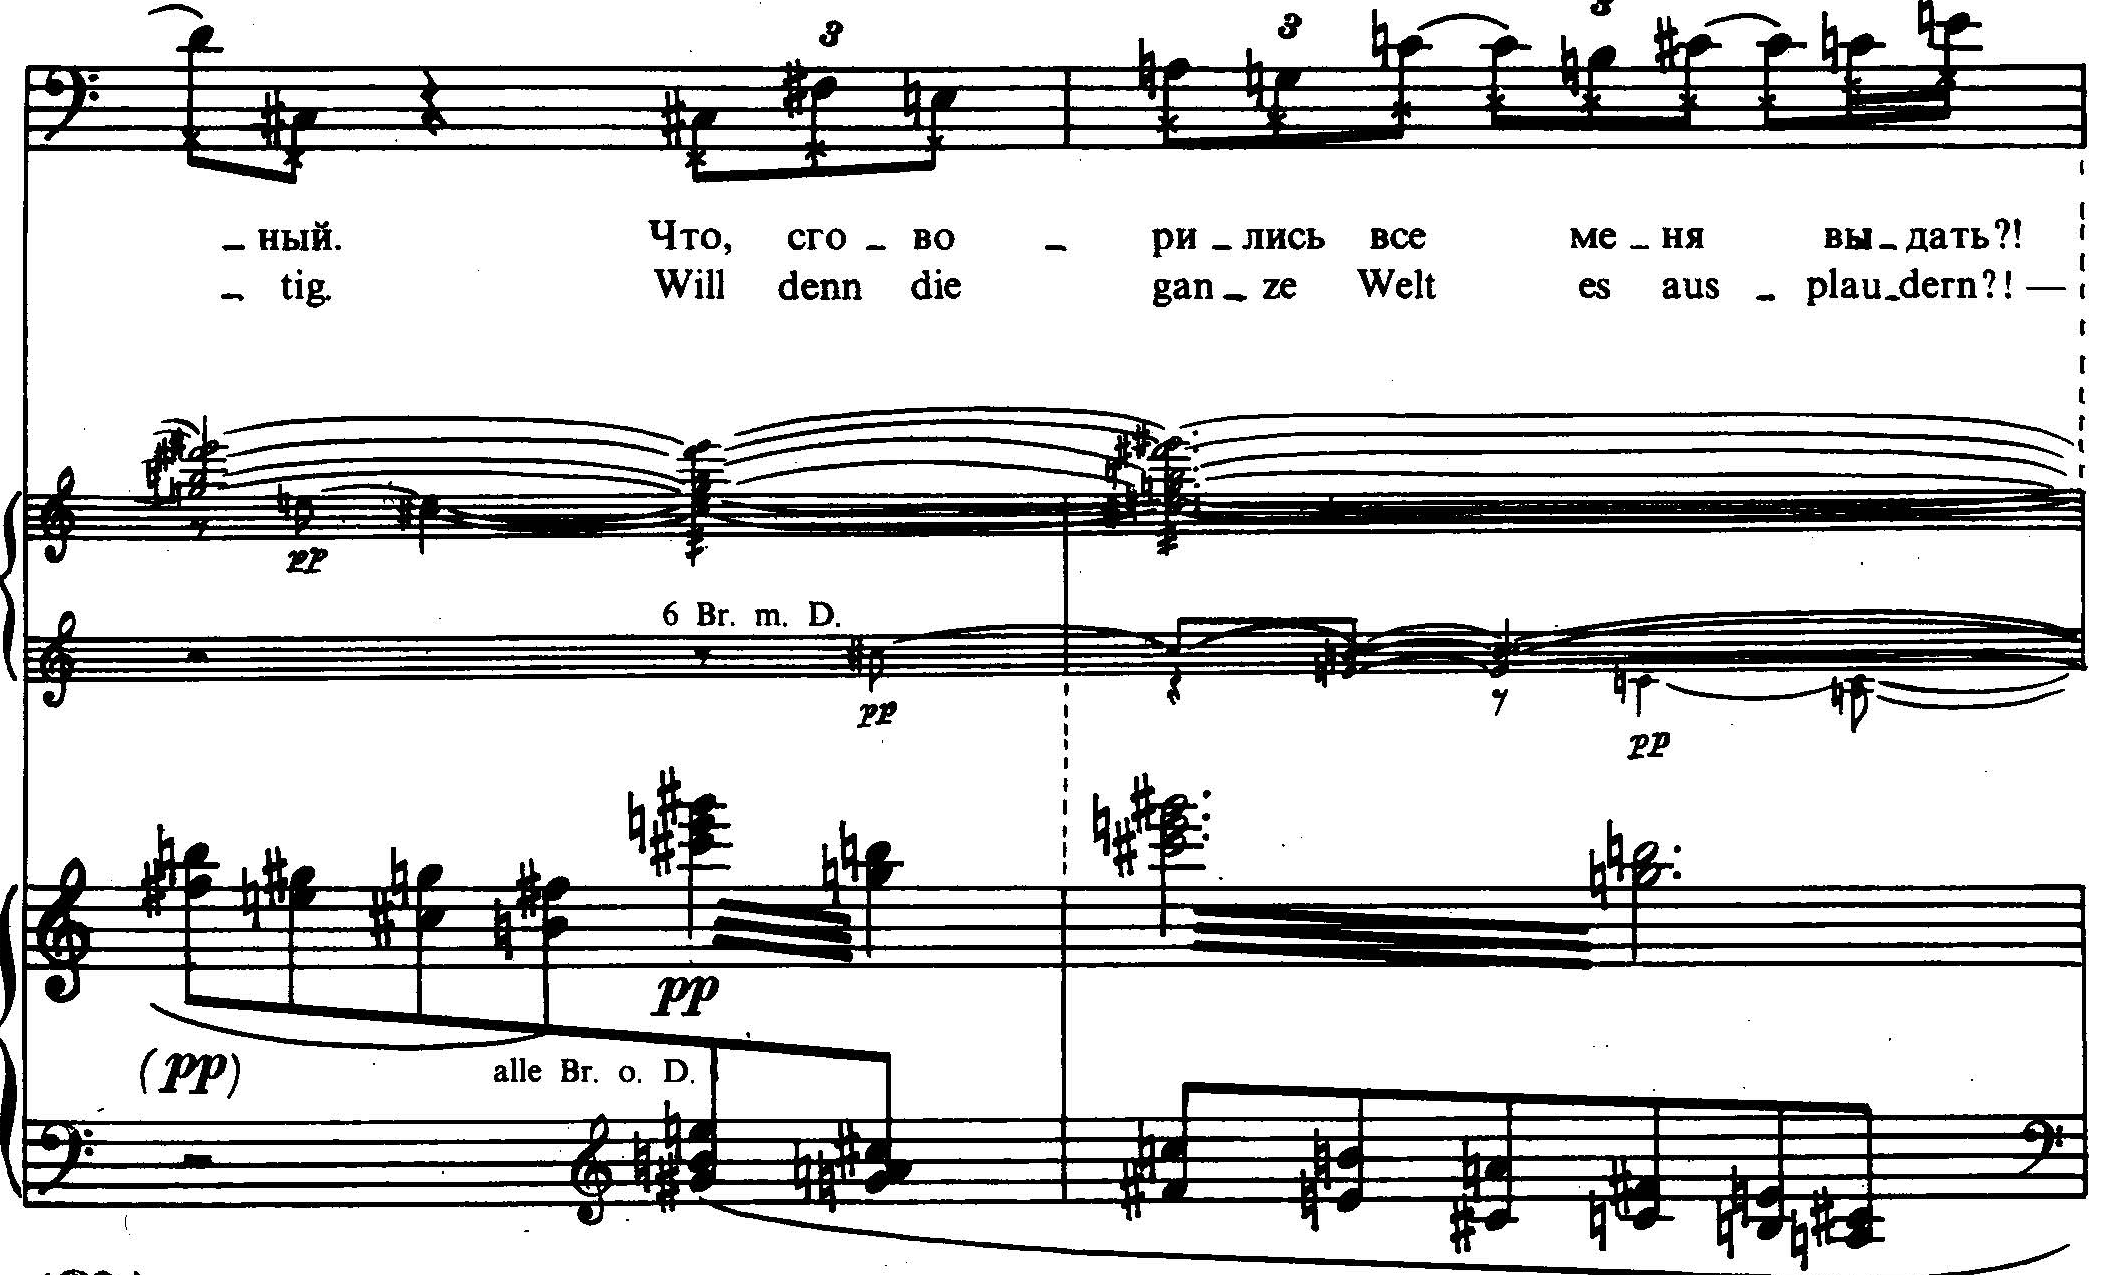 3 3 3
– ный. Что, сго – во – ри – лись все ме – ня вы – дать?!
– tig. Will denn die gan – ze Welt es aus – plau – dern?! —
pp
6 Br. m. D.
pp
pp
pp
(pp)
alle Br. o. D.